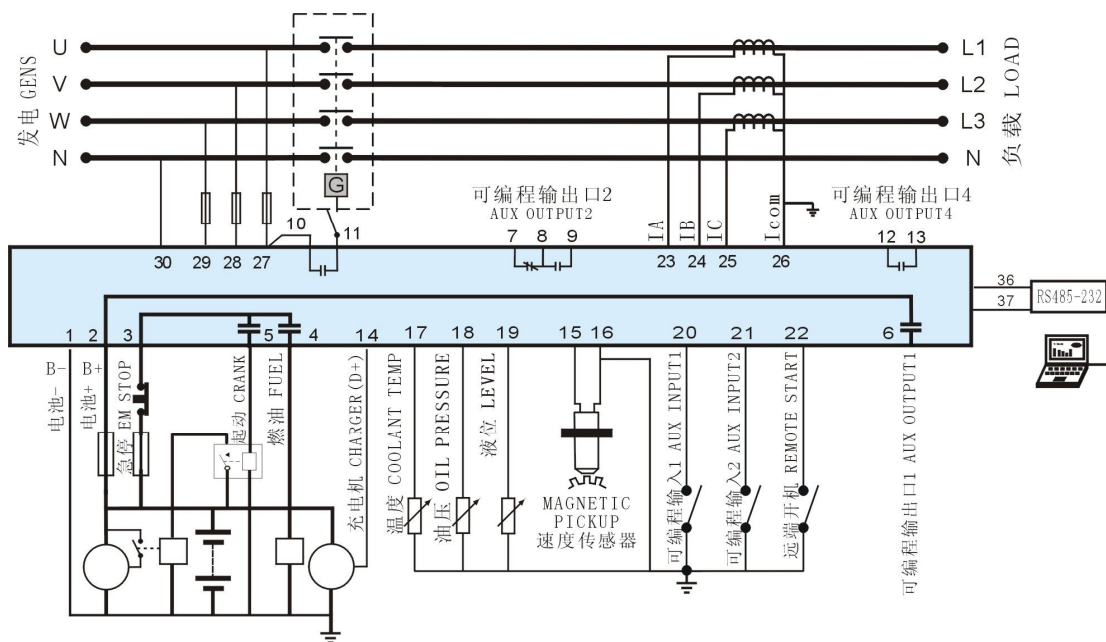 U
V
W
N
发电 GENS
G
L1
L2
L3
N
负载 LOAD
可编程输出口2
AUX OUTPUT2
可编程输出口4
AUX OUTPUT4
IA
IB
IC
Icom
10
11
7
8
9
12
13
30
29
28
27
23
24
25
26
36
37
RS485-232
1
2
3
5
4
14
17
18
19
15
16
20
21
22
6
B-
电池-
B+
电池+
急停 EM STOP
起动 CRANK
燃油 FUEL
充电机 CHARGER(D+)
温度 COOLANT TEMP
油压 OIL PRESSURE
液位 LEVEL
MAGNETIC
PICKUP
速度传感器
可编程输入1 AUX INPUT1
可编程输入2 AUX INPUT2
远端开机 REMOTE START
可编程输出口1 AUX OUTPUT1